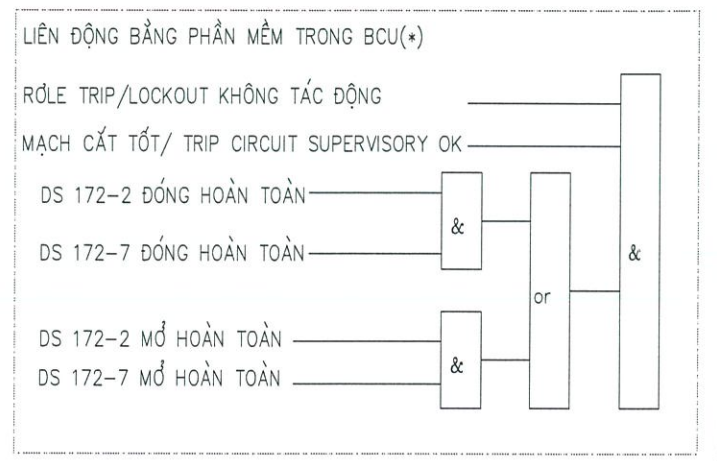 LIÊN ĐỘNG BẰNG PHẦN MỀM TRONG BCU(*)
RƠLE TRIP/LOCKOUT KHÔNG TÁC ĐỘNG
MẠCH CẮT TỐT/ TRIP CIRCUIT SUPERVISORY OK
DS 172-2 ĐÓNG HOÀN TOÀN
&
DS 172-7 ĐÓNG HOÀN TOÀN
&
or
DS 172-2 MỞ HOÀN TOÀN
&
DS 172-7 MỞ HOÀN TOÀN